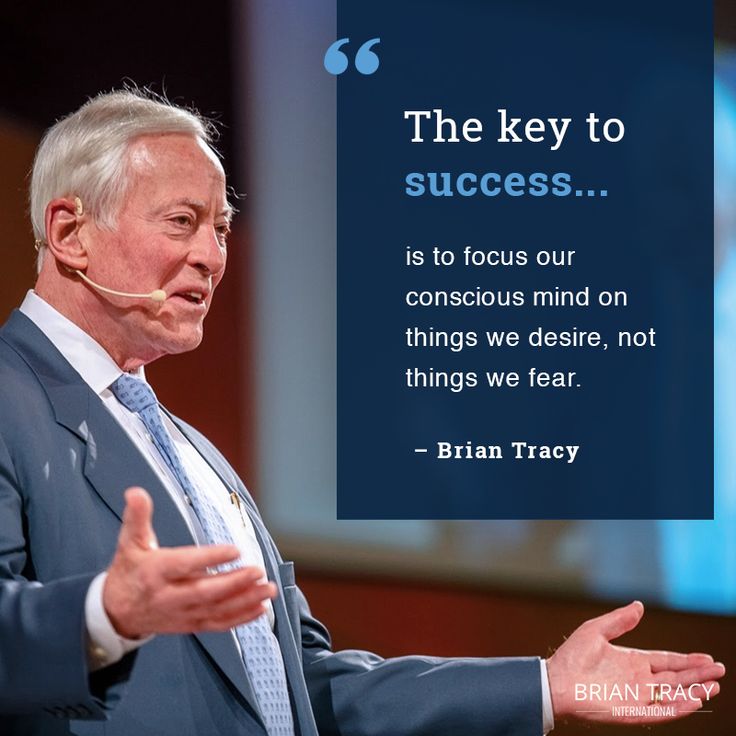 “
The key to
success...
is to focus our
conscious mind on
things we desire, not
things we fear.
– Brian Tracy
BRIAN TRACY
INTERNATIONAL